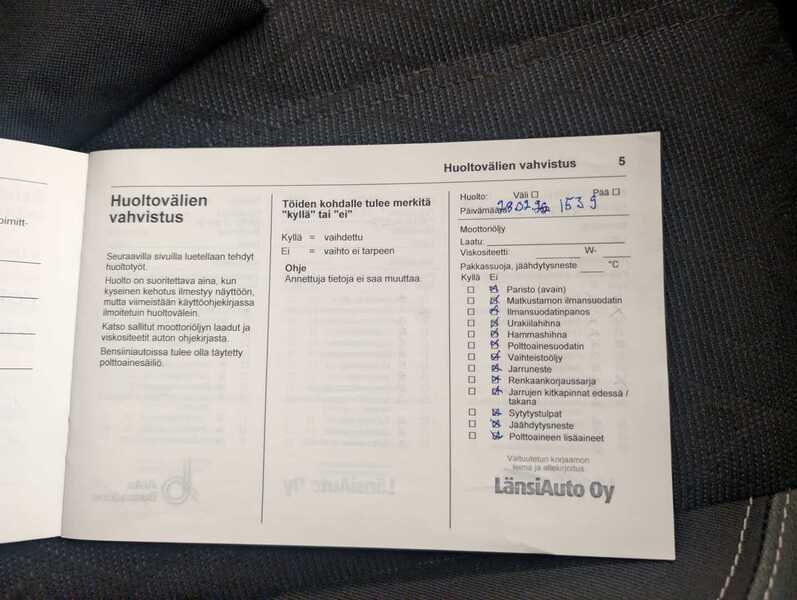 Huoltovälien vahvistus 5
Huoltovälien
vahvistus
Seuraavilla sivuilla luetellaan tehdyt
huoltotyöt.
Huolto on suoritettava aina, kun
kyseinen kehotus ilmestyy näyttöön,
mutta viimeistään käyttöohjekirjassa
ilmoitetuin huoltovälein.
Katso sallitut moottoriöljyn laadut ja
viskositeetit auton ohjekirjasta.
Bensiiniautoissa tulee olla täytetty
polttoainesäiliö.
Töiden kohdalle tulee merkitä
"kyllä" tai "ei"
Kyllä = vaihdettu
Ei = vaihto ei tarpeen
Ohje
Annettuja tietoja ei saa muuttaa.
Huolto: Väli Pää
Päivämäärä 1539
Moottoriöljy
Laatu:
Viskositeetti: W-
Pakkassuoja, jäähdytysneste °C
Kyllä Ei
Paristo (avain)
Matkustamon ilmansuodatin
Ilmansuodatinpanos
Urakiilahihna
Hammashihna
Polttoainesuodatin
Vaihteistoöljy
Jarruneste
Renkaankorjaussarja
Jarrujen kitkapinnat edessä /
takana
Sytytystulpat
Jäähdytysneste
Polttoaineen lisäaineet
Valtuutetun korjaamon
leima ja allekirjoitus
LänsiAuto Oy